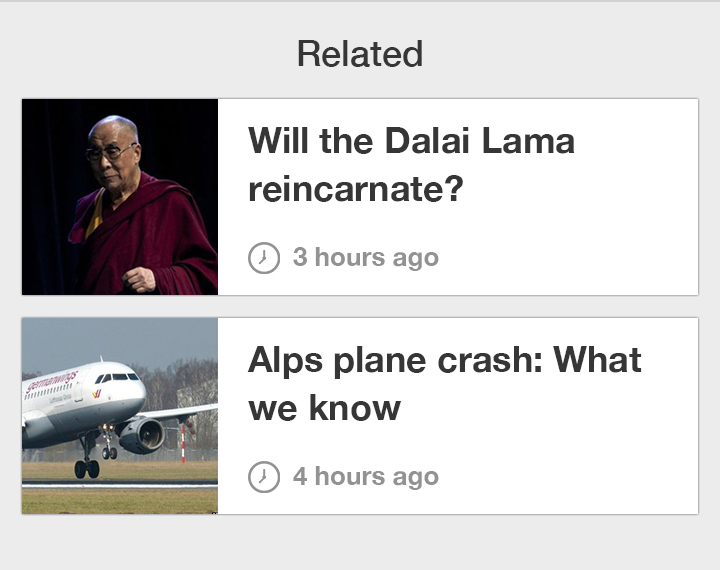 Related
Will the Dalai Lama
reincarnate?
3 hours ago
germanwings
Alps plane crash: What
we know
4 hours ago